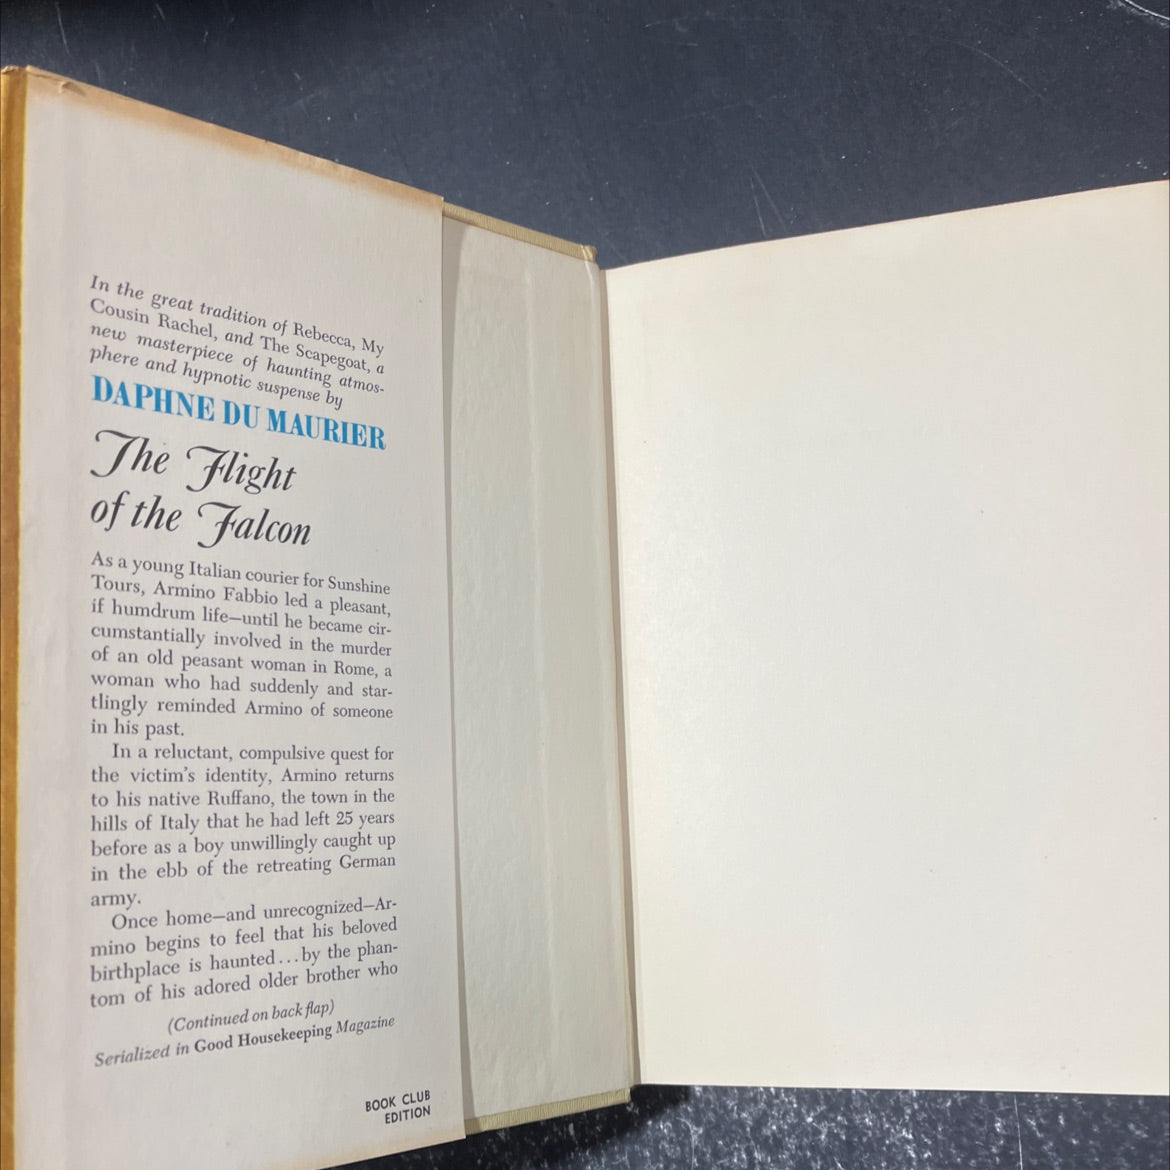 In the great tradition of Rebecca, My
Cousin Rachel, and The Scapegoat, a
new masterpiece of haunting atmos-
phere and hypnotic suspense by
DAPHNE DU MAURIER
The Flight
of the Falcon
As a young Italian courier for Sunshine
Tours, Armino Fabbio led a pleasant,
if humdrum life—until he became cir-
cumstantially involved in the murder
of an old peasant woman in Rome, a
woman who had suddenly and star-
tlingly reminded Armino of someone
in his past.
In a reluctant, compulsive quest for
the victim's identity, Armino returns
to his native Ruffano, the town in the
hills of Italy that he had left 25 years
before as a boy unwillingly caught up
in the ebb of the retreating German
army.
Once home—and unrecognized—Ar-
mino begins to feel that his beloved
birthplace is haunted...by the phan-
tom of his adored older brother who
(Continued on back flap)
Serialized in Good Housekeeping Magazine
BOOK CLUB
EDITION